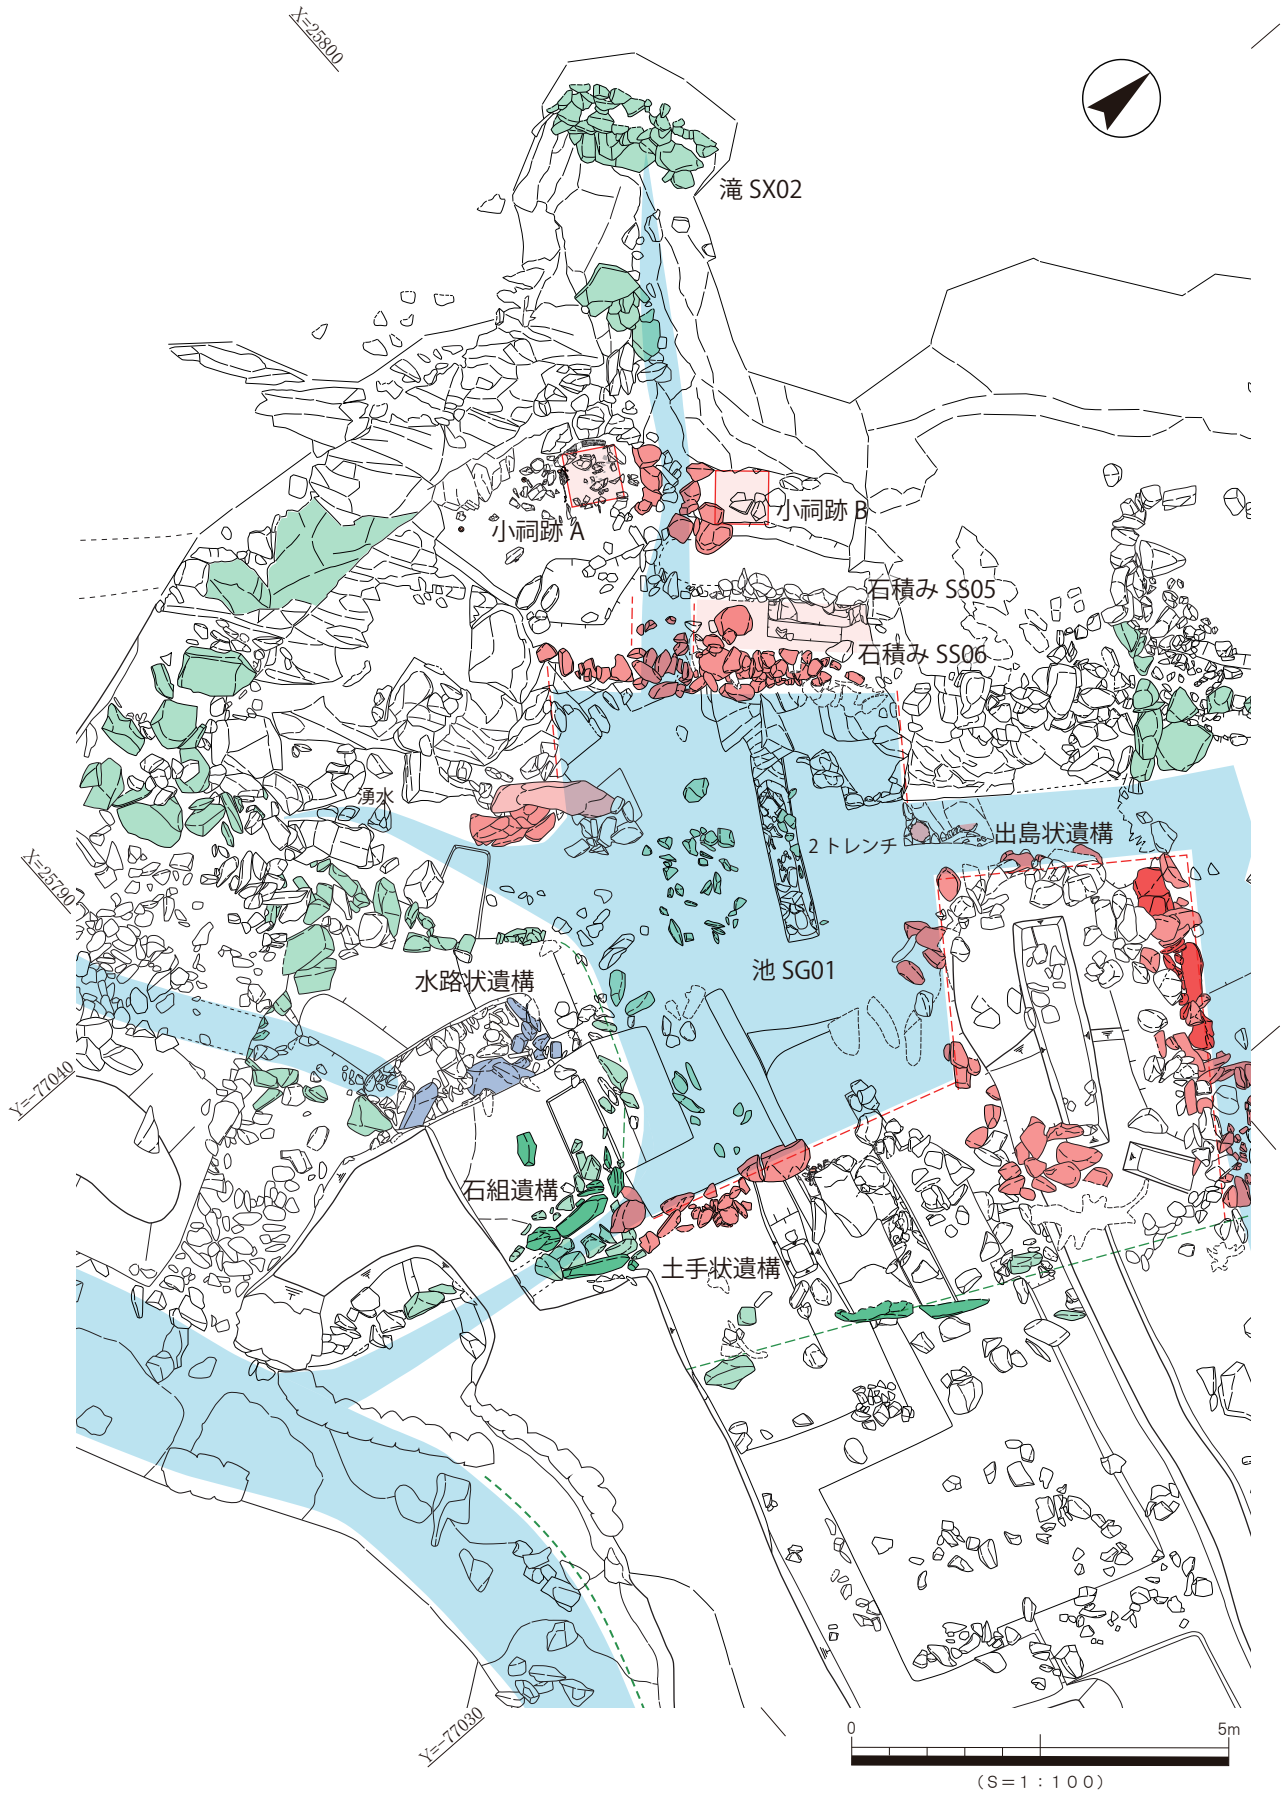 X=25800
滝 SX02
小祠跡 A
小祠跡 B
石積み SS05
石積み SS06
湧水
2 トレンチ
出島状遺構
X=25790
池 SG01
水路状遺構
Y=-77040
石組遺構
土手状遺構
Y=-77030
0
5m
(S=1：100)